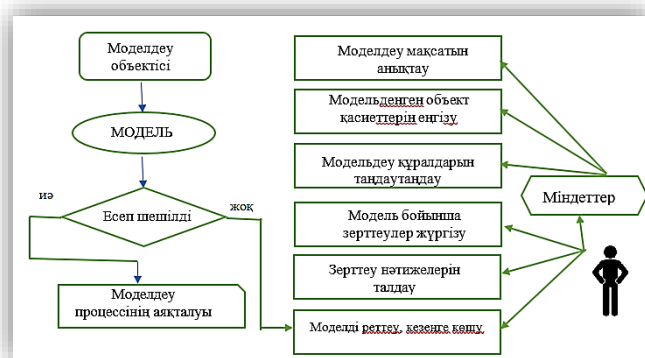 Моделдеу
объектісі
МОДЕЛЬ
иә
Есеп шешілді
жоқ
Моделдеу
процессінің аяқталуы
Моделдеу мақсатын
анықтау
Модельденген объект
қасиеттерін еңгізу
Модельдеу құралдарын
таңдаутаңдау
Модель бойынша
зерттеулер жүргізу
Зерттеу нәтижелерін
талдау
Моделді реттеу, кезеңге көшу
Міндеттер